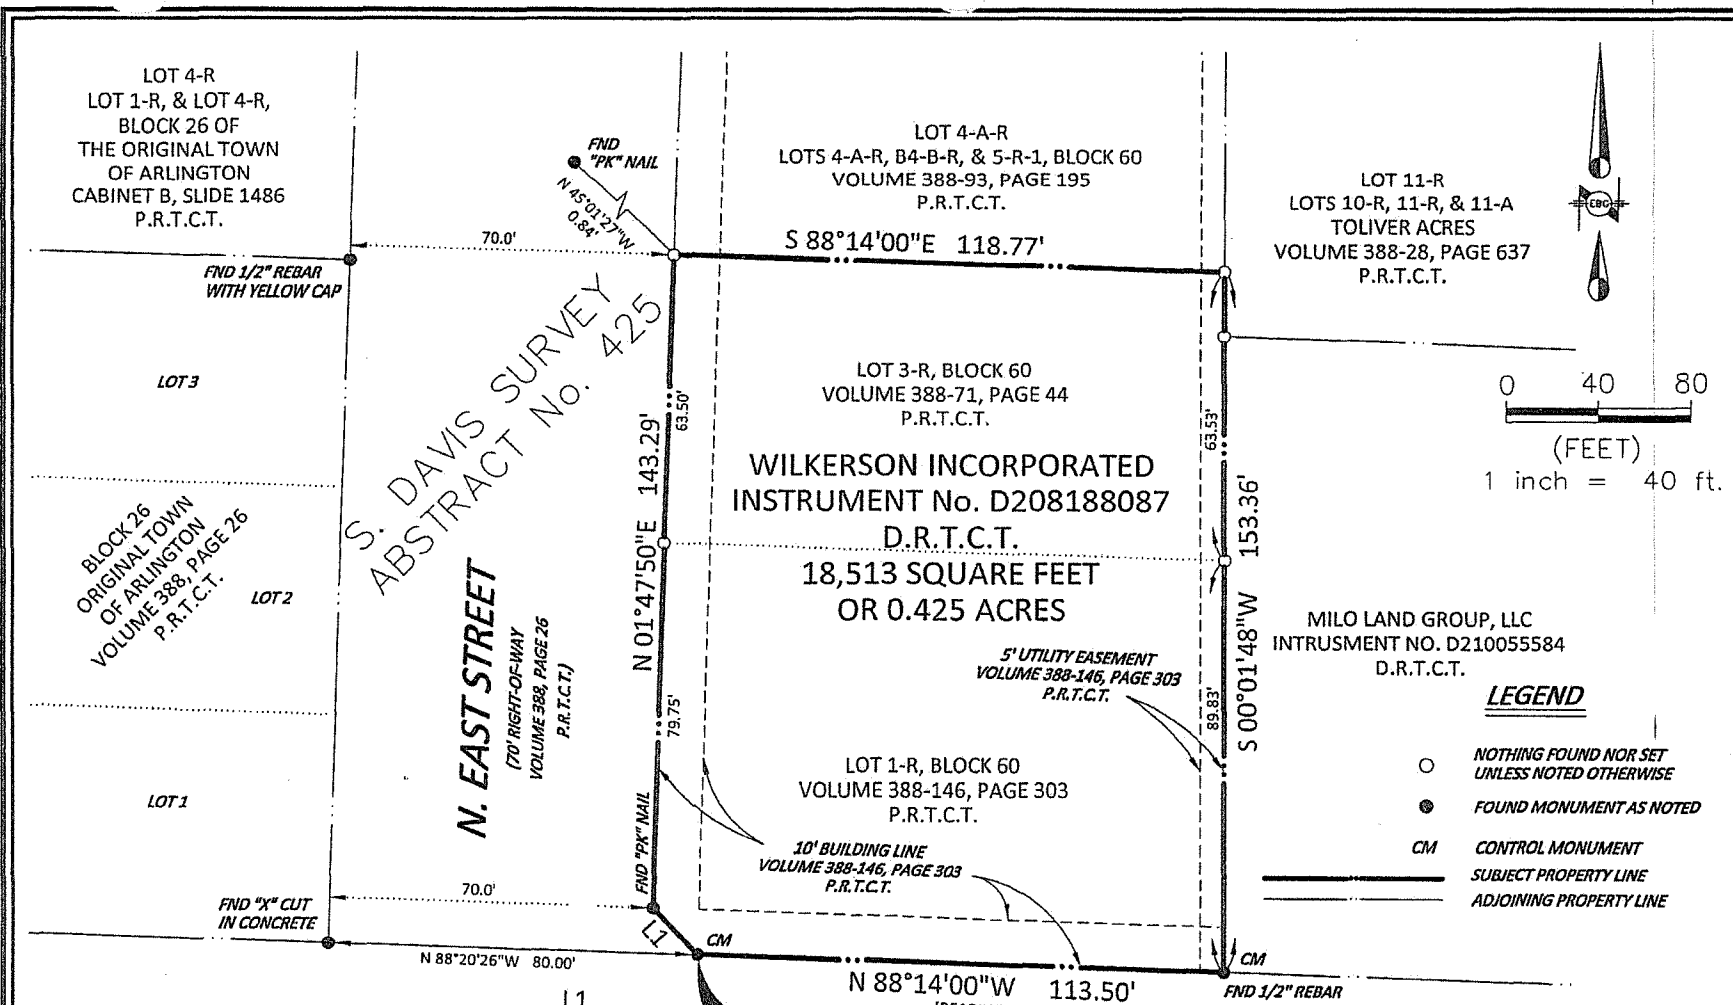 LOT 4-R
LOT 1-R, & LOT 4-R,
BLOCK 26 OF
THE ORIGINAL TOWN
OF ARLINGTON
CABINET B, SLIDE 1486
P.R.T.C.T.
FND
"PK" NAIL
N 45°01'27"W
0.84'
LOT 4-A-R
LOTS 4-A-R, B4-B-R, & 5-R-1, BLOCK 60
VOLUME 388-93, PAGE 195
P.R.T.C.T.
LOT 11-R
LOTS 10-R, 11-R, & 11-A
TOLIVER ACRES
VOLUME 388-28, PAGE 637
P.R.T.C.T.
EBG
70.0'
S 88°14'00"E 118.77'
FND 1/2" REBAR
WITH YELLOW CAP
S. DAVIS SURVEY
ABSTRACT No. 425
LOT 3
LOT 3-R, BLOCK 60
VOLUME 388-71, PAGE 44
P.R.T.C.T.
0 40 80
(FEET)
1 inch = 40 ft.
63.50'
63.53'
N 01°47'50"E 143.29'
WILKERSON INCORPORATED
INSTRUMENT No. D208188087
D.R.T.C.T.
18,513 SQUARE FEET
OR 0.425 ACRES
S 00°01'48"W 153.36'
BLOCK 26
ORIGINAL TOWN
OF ARLINGTON
VOLUME 388, PAGE 26
P.R.T.C.T.
LOT 2
N. EAST STREET
(70' RIGHT-OF-WAY
VOLUME 388, PAGE 26
P.R.T.C.T.)
5' UTILITY EASEMENT
VOLUME 388-146, PAGE 303
P.R.T.C.T.
MILO LAND GROUP, LLC
INTRUSMENT NO. D210055584
D.R.T.C.T.
79.75'
89.83'
LOT 1
LOT 1-R, BLOCK 60
VOLUME 388-146, PAGE 303
P.R.T.C.T.
FND "PK" NAIL
10' BUILDING LINE
VOLUME 388-146, PAGE 303
P.R.T.C.T.
LEGEND
NOTHING FOUND NOR SET
UNLESS NOTED OTHERWISE
FOUND MONUMENT AS NOTED
CM CONTROL MONUMENT
SUBJECT PROPERTY LINE
ADJOINING PROPERTY LINE
70.0'
FND "X" CUT
IN CONCRETE
L1
CM
CM
N 88°20'26"W 80.00'
N 88°14'00"W 113.50'
FND 1/2" REBAR
L1